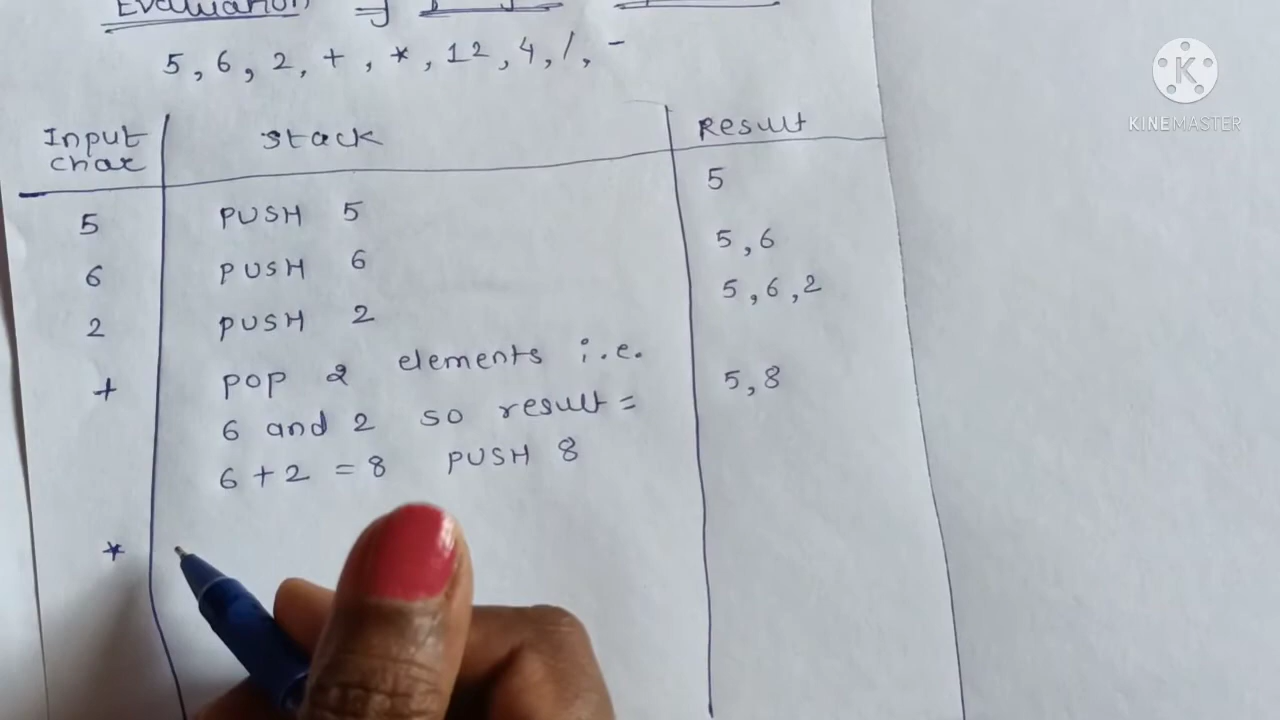 Evaluation of
5, 6, 2, +, *, 12, 4, /, -
Input char Stack Result
5 PUSH 5 5
6 PUSH 6 5, 6
2 PUSH 2 5, 6, 2
+ POP 2 elements i.e. 5, 8
6 and 2 so result =
6 + 2 = 8 PUSH 8
*
K
KINEMASTER